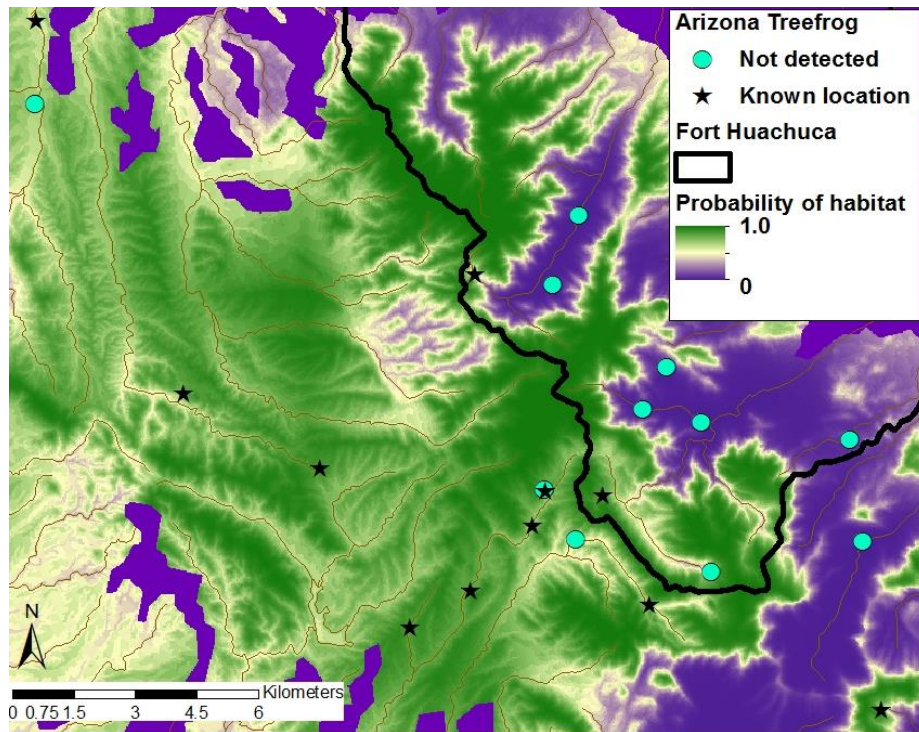 Arizona Treefrog
Not detected
Known location
Fort Huachuca
Probability of habitat
1.0
0
N
Kilometers
0 0.75 1.5 3 4.5 6